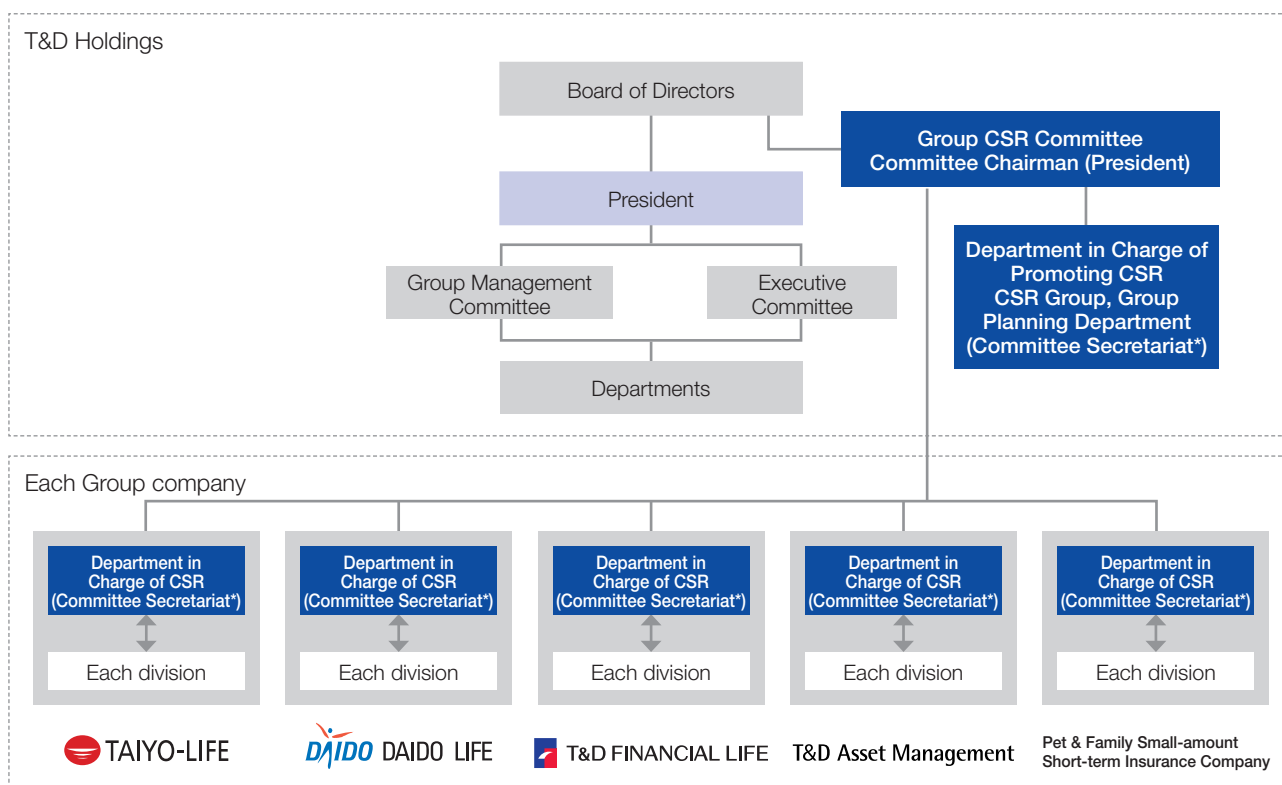 T&D Holdings
Board of Directors
Group CSR Committee
Committee Chairman (President)
President
Department in Charge of
Promoting CSR
CSR Group, Group
Planning Department
(Committee Secretariat*)
Group Management
Committee
Executive
Committee
Departments
Each Group company
Department in
Charge of CSR
(Committee Secretariat*)
Each division
Department in
Charge of CSR
(Committee Secretariat*)
Each division
Department in
Charge of CSR
(Committee Secretariat*)
Each division
Department in
Charge of CSR
(Committee Secretariat*)
Each division
Department in
Charge of CSR
(Committee Secretariat*)
Each division
TAIYO-LIFE
DAIDO DAIDO LIFE
T&D FINANCIAL LIFE
T&D Asset Management
Pet & Family Small-amount
Short-term Insurance Company